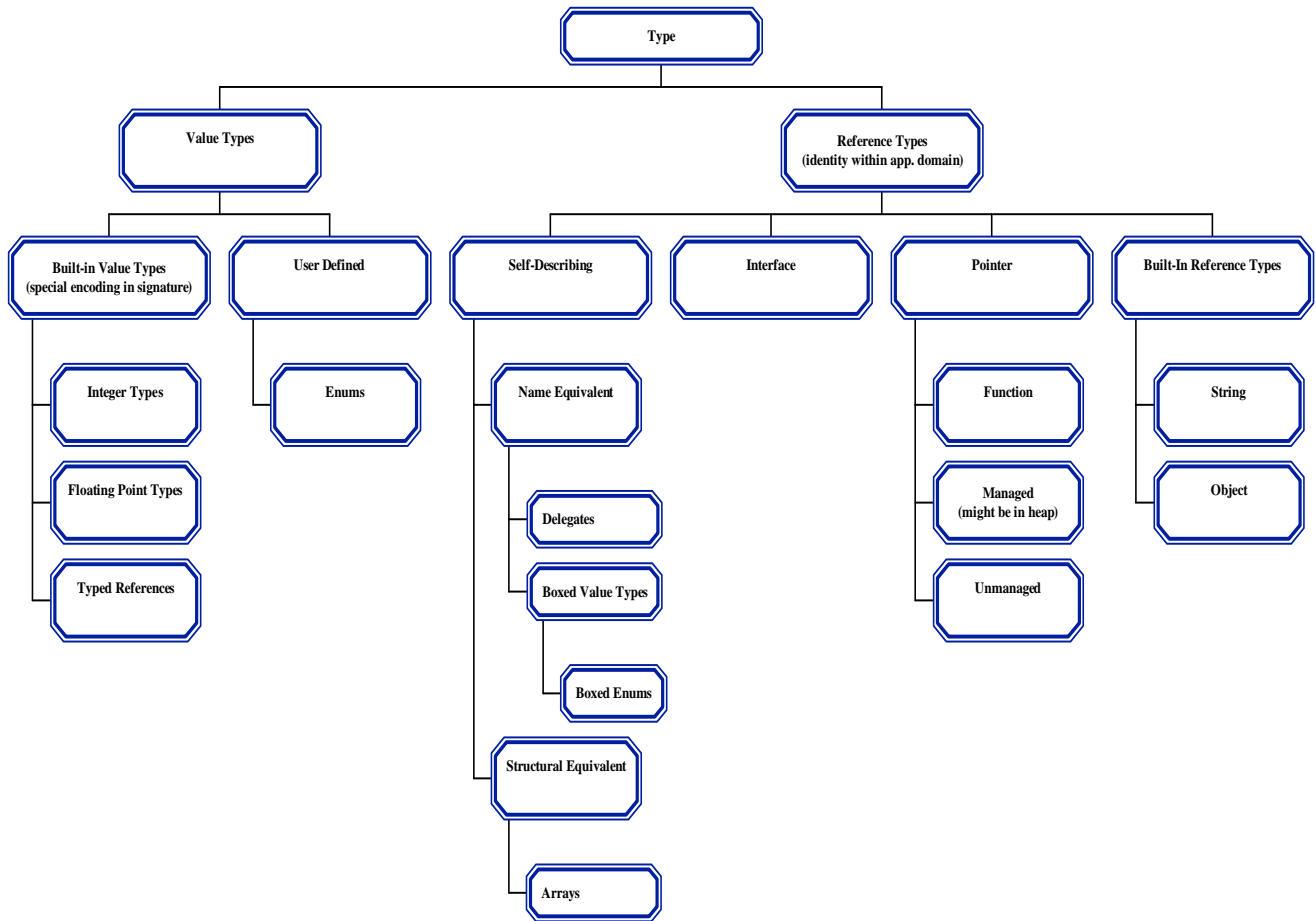 Type
Value Types
Reference Types
(identity within app. domain)
Built-in Value Types
(special encoding in signature)
User Defined
Self-Describing
Interface
Pointer
Built-In Reference Types
Integer Types
Enums
Name Equivalent
Function
String
Floating Point Types
Delegates
Managed
(might be in heap)
Object
Typed References
Boxed Value Types
Unmanaged
Boxed Enums
Structural Equivalent
Arrays